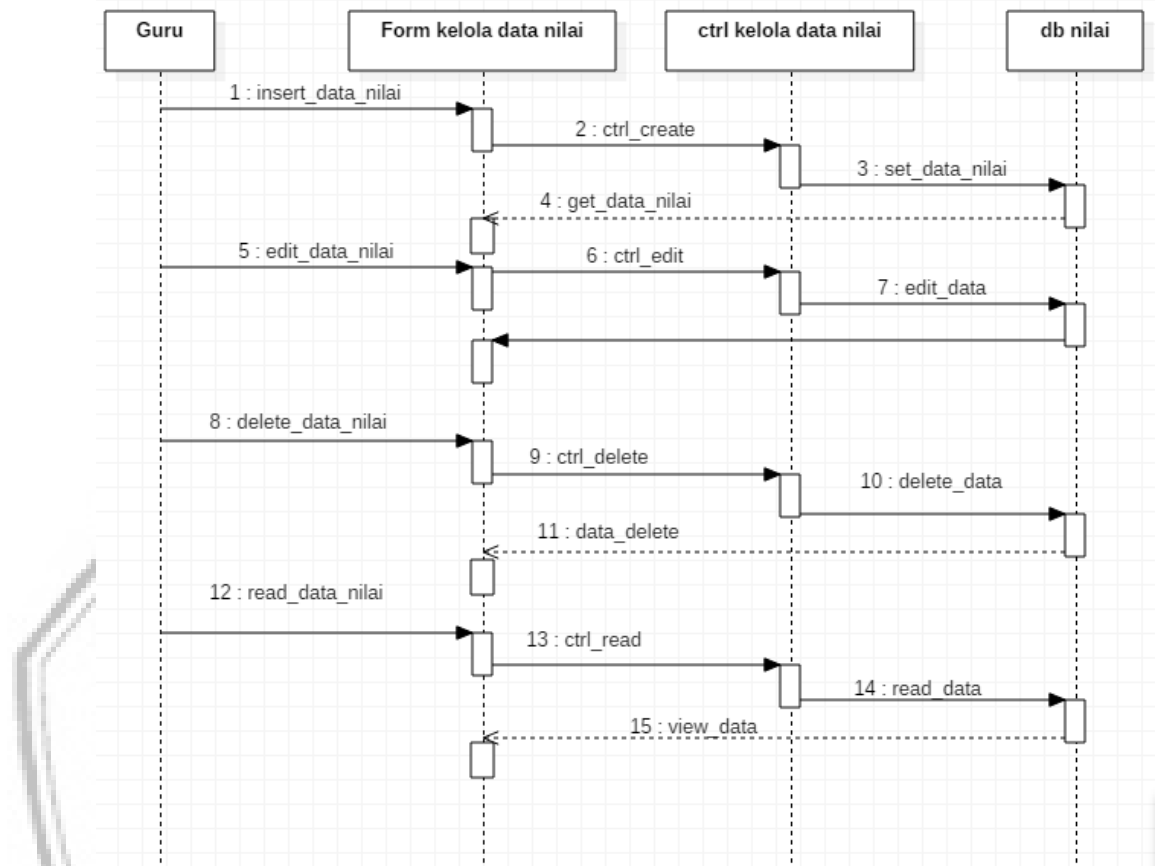 Guru
Form kelola data nilai
ctrl kelola data nilai
db nilai
1 : insert_data_nilai
2 : ctrl_create
3 : set_data_nilai
4 : get_data_nilai
5 : edit_data_nilai
6 : ctrl_edit
7 : edit_data
8 : delete_data_nilai
9 : ctrl_delete
10 : delete_data
11 : data_delete
12 : read_data_nilai
13 : ctrl_read
14 : read_data
15 : view_data